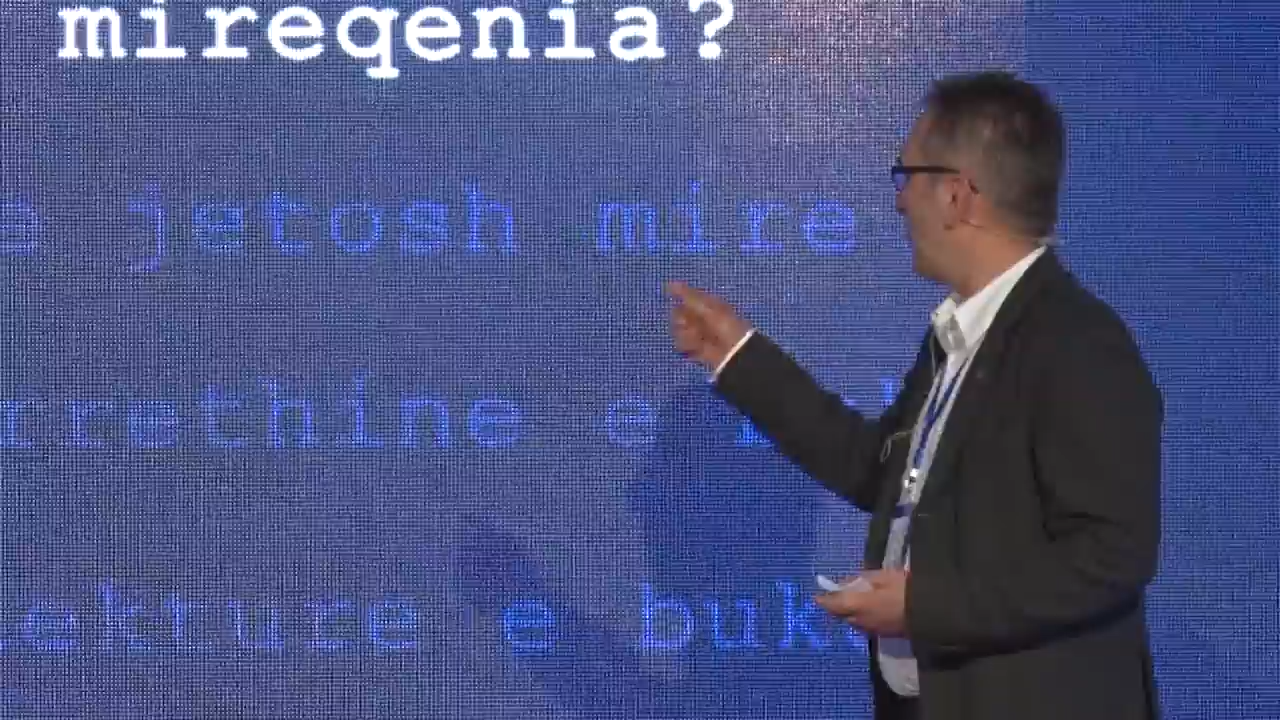 mireqenia?
e jetosh mire
rrethine e
ekture e buk